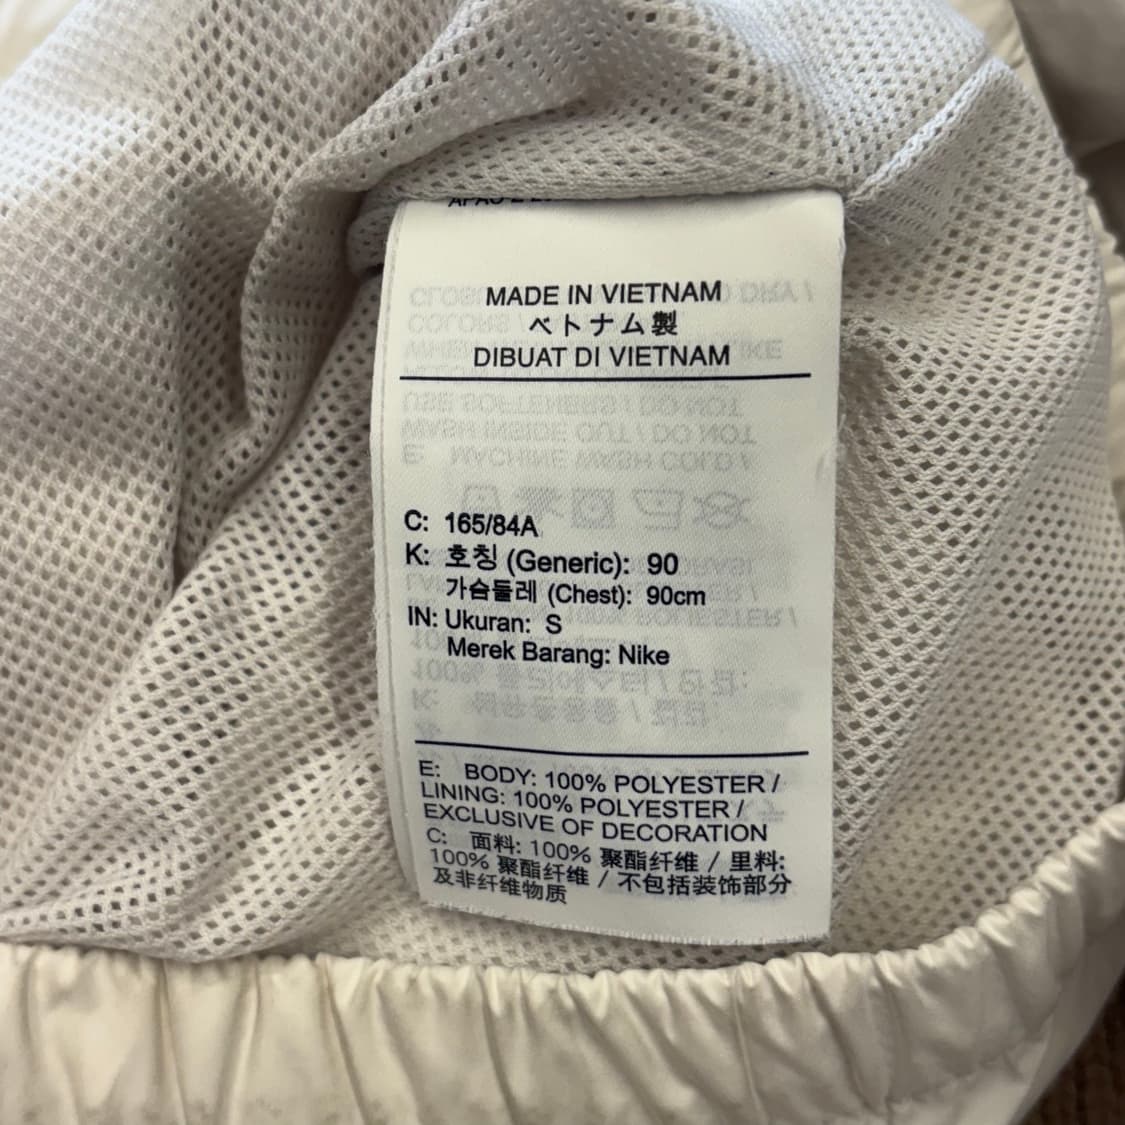 MADE IN VIETNAM
ベトナム製
DIBUAT DI VIETNAM
C: 165/84A
K: 호칭 (Generic): 90
가슴둘레 (Chest): 90cm
IN: Ukuran: S
Merek Barang: Nike
E: BODY: 100% POLYESTER /
LINING: 100% POLYESTER /
EXCLUSIVE OF DECORATION
C: 面料: 100% 聚酯纤维 / 里料:
100% 聚酯纤维 / 不包括装饰部分
及非纤维物质